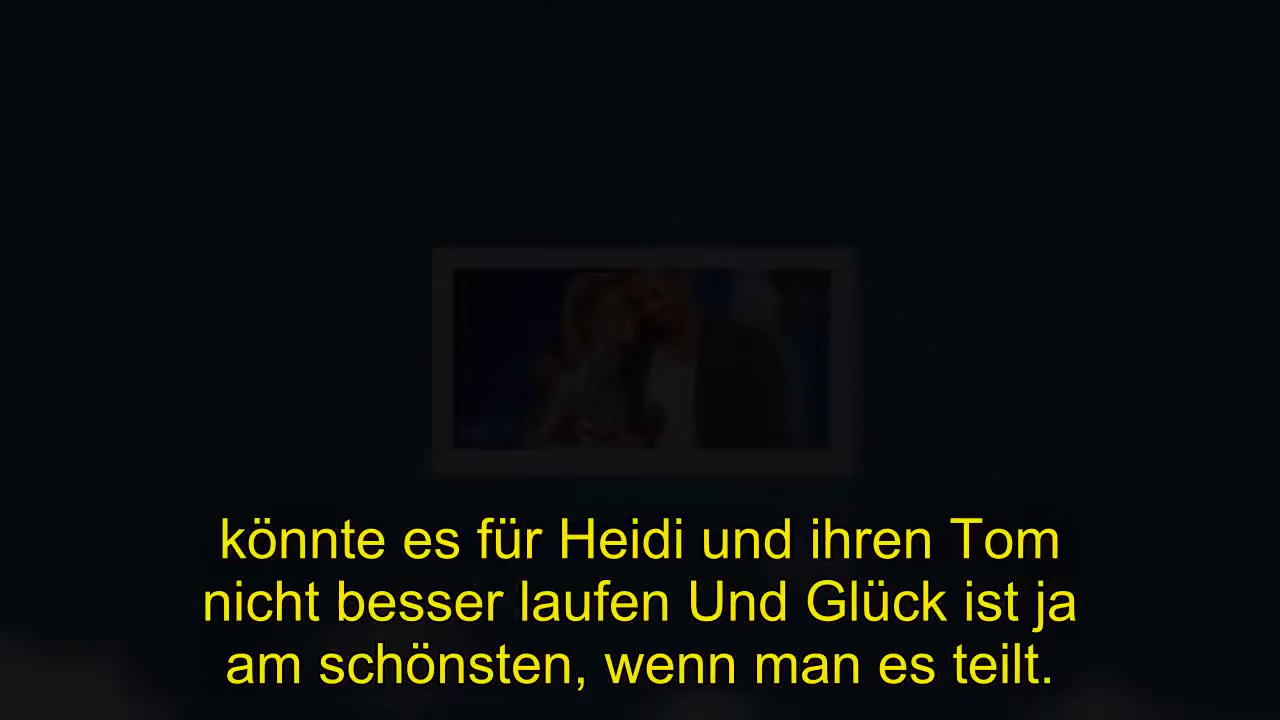 könnte es für Heidi und ihren Tom
nicht besser laufen Und Glück ist ja
am schönsten, wenn man es teilt.